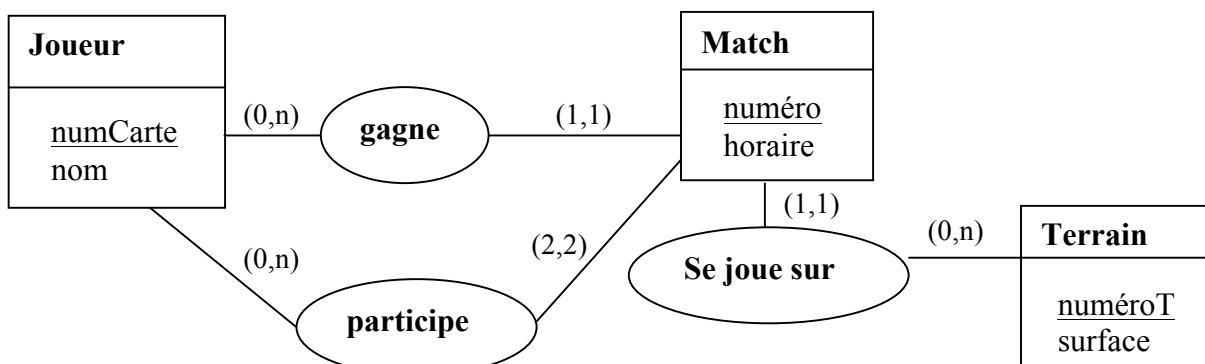 Joueur
numCarte
nom
(0,n)
gagne
(1,1)
Match
numéro
horaire
(0,n)
participe
(2,2)
(1,1)
Se joue sur
(0,n)
Terrain
numéroT
surface